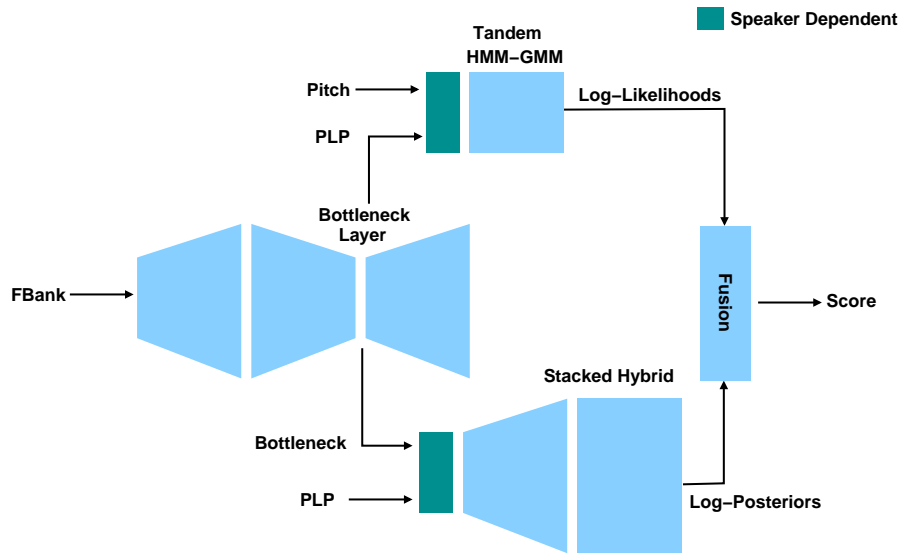 Speaker Dependent
Tandem
HMM–GMM
Pitch
Log–Likelihoods
PLP
Bottleneck
Layer
FBank
Fusion
Score
Stacked Hybrid
Bottleneck
PLP
Log–Posteriors